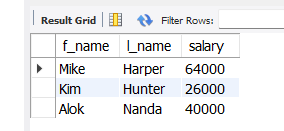 Result Grid Filter Rows:
f_name l_name salary
Mike Harper 64000
Kim Hunter 26000
Alok Nanda 40000